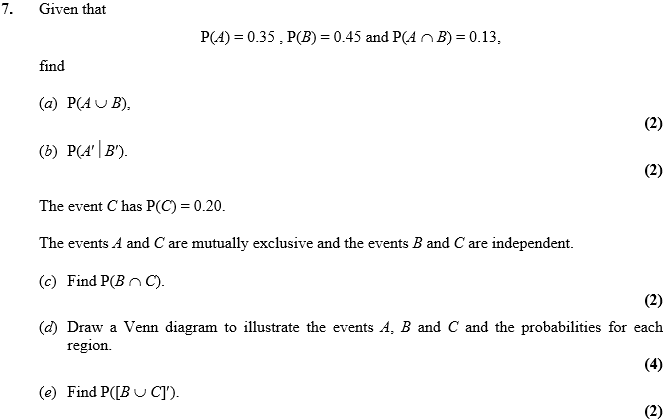 7. Given that
P(A) = 0.35 , P(B) = 0.45 and P(A ∩ B) = 0.13,
find
(a) P(A ∪ B),
(2)
(b) P(A' | B').
(2)
The event C has P(C) = 0.20.
The events A and C are mutually exclusive and the events B and C are independent.
(c) Find P(B ∩ C).
(2)
(d) Draw a Venn diagram to illustrate the events A, B and C and the probabilities for each
region.
(4)
(e) Find P([B ∪ C]').
(2)